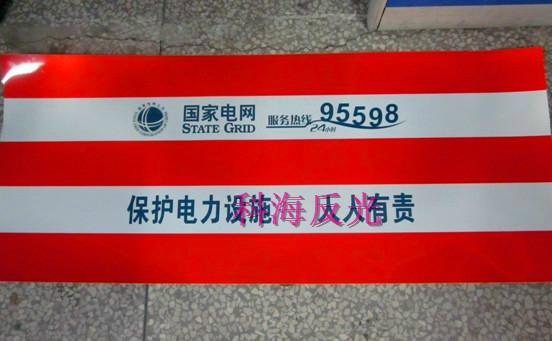 国家电网 服务热线 95598
STATE GRID 24小时
保护电力设施 人人有责
科海反光